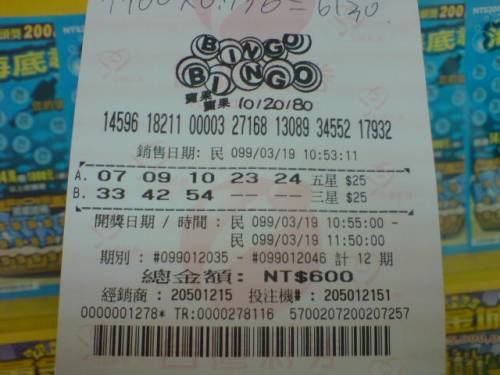 BINGO
BINGO
賓果
賓果 10/20/80
14596 18211 00003 27168 13089 34552 17932
銷售日期: 民 099/03/19 10:53:11
A. 07 09 10 23 24 五星 $25
B. 33 42 54 -- -- 三星 $25
開獎日期 / 時間 : 民 099/03/19 10:55:00 -
民 099/03/19 11:50:00
期別 : #099012035 - #099012046 計 12 期
總金額: NT$600
經銷商 : 20501215 投注機# : 205012151
0000001278* TR:0000278116 5700207200207257